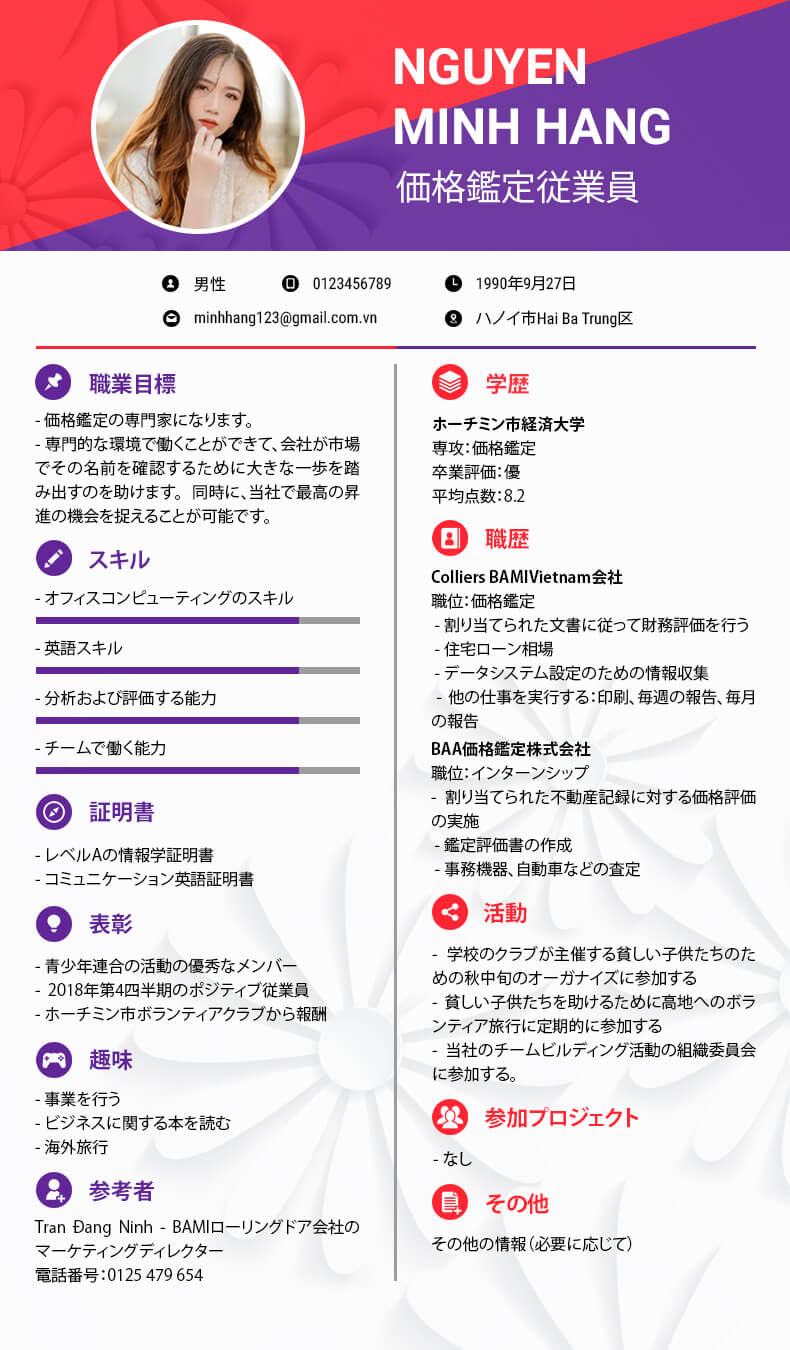 NGUYEN
MINH HANG
価格鑑定従業員
男性
0123456789
1990年9月27日
minhhang123@gmail.com.vn
ハノイ市Hai Ba Trung区
職業目標
- 価格鑑定の専門家になります。
- 専門的な環境で働くことができて、会社が市場
でその名前を確認するために大きな一歩を踏
み出すのを助けます。 同時に、当社で最高の昇
進の機会を捉えることが可能です。
スキル
- オフィスコンピューティングのスキル
- 英語スキル
- 分析および評価する能力
- チームで働く能力
証明書
- レベルAの情報学証明書
- コミュニケーション英語証明書
表彰
- 青少年連合の活動の優秀なメンバー
- 2018年第4四半期のポジティブ従業員
- ホーチミン市ボランティアクラブから報酬
趣味
- 事業を行う
- ビジネスに関する本を読む
- 海外旅行
参考者
Tran Đang Ninh - BAMIローリングドア会社の
マーケティングディレクター
電話番号：0125 479 654
学歴
ホーチミン市経済大学
専攻：価格鑑定
卒業評価：優
平均点数：8.2
職歴
Colliers BAMIVietnam会社
職位：価格鑑定
- 割り当てられた文書に従って財務評価を行う
- 住宅ローン相場
- データシステム設定のための情報収集
- 他の仕事を実行する：印刷、毎週の報告、毎月
の報告
BAA価格鑑定株式会社
職位：インターンシップ
- 割り当てられた不動産記録に対する価格評価
の実施
- 鑑定評価書の作成
- 事務機器、自動車などの査定
活動
- 学校のクラブが主催する貧しい子供たちのた
めの秋中旬のオーガナイズに参加する
- 貧しい子供たちを助けるために高地へのボラ
ンティア旅行に定期的に参加する
- 当社のチームビルディング活動の組織委員会
に参加する。
参加プロジェクト
- なし
その他
その他の情報（必要に応じて）